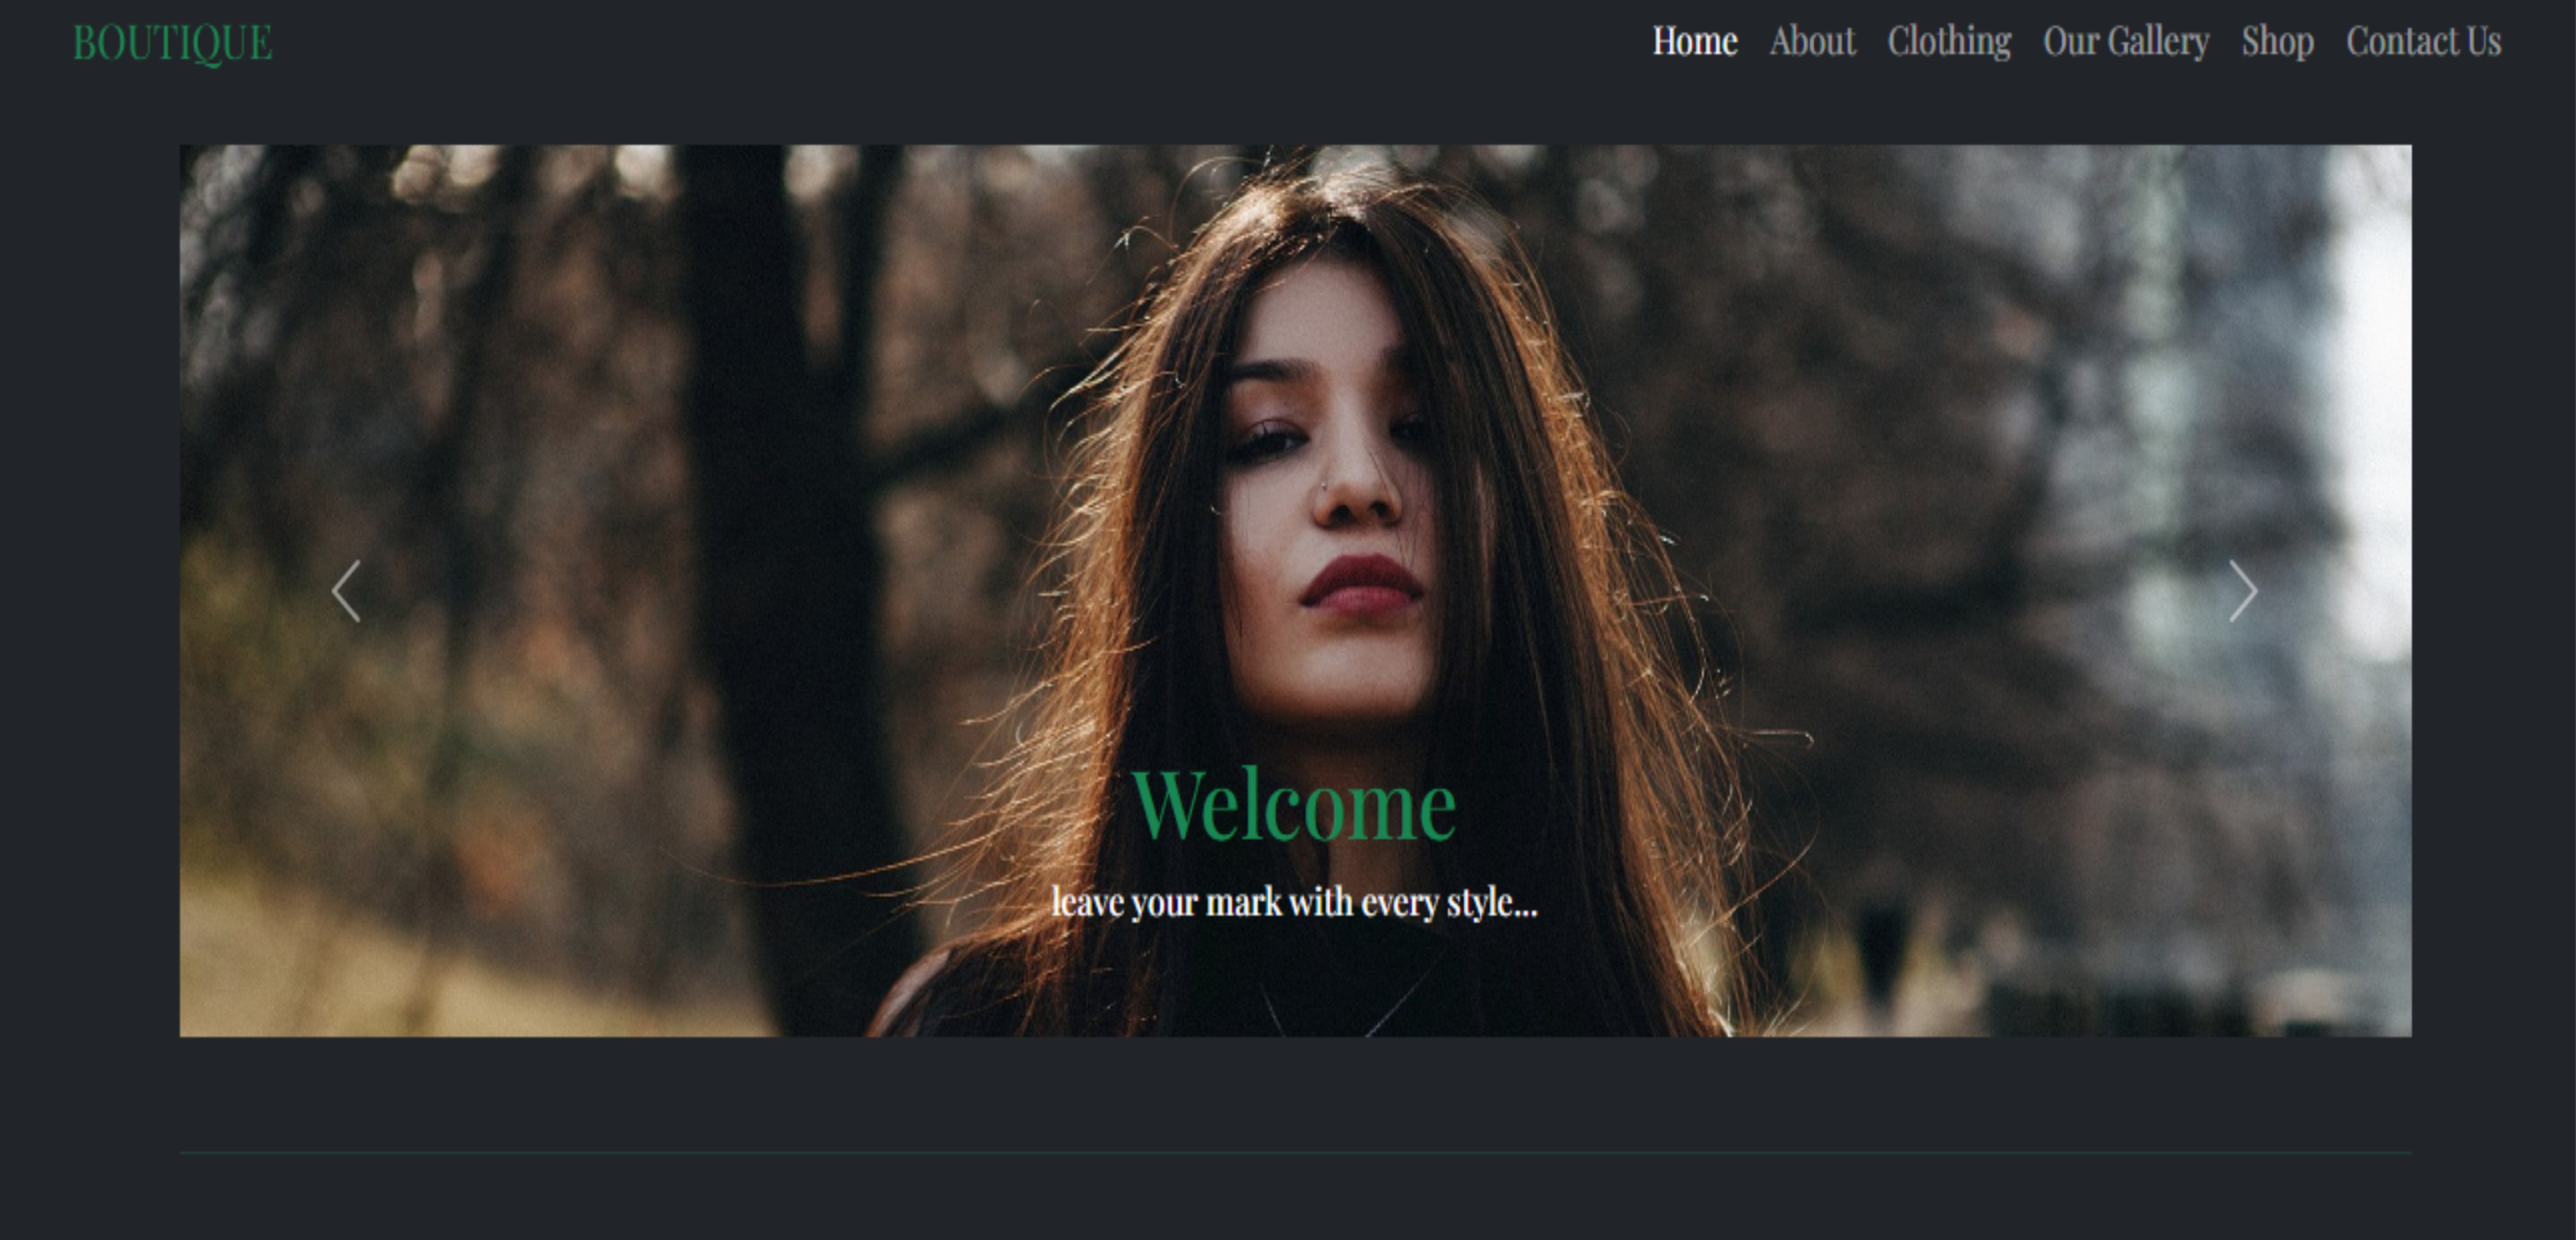 BOUTIQUE
Home About Clothing Our Gallery Shop Contact Us
Welcome
leave your mark with every style...